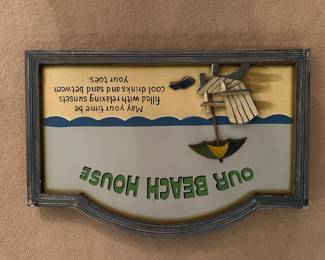 OUR BEACH HOUSE
May your time be
filled with relaxing sunsets
cool drinks and sand between
your toes.